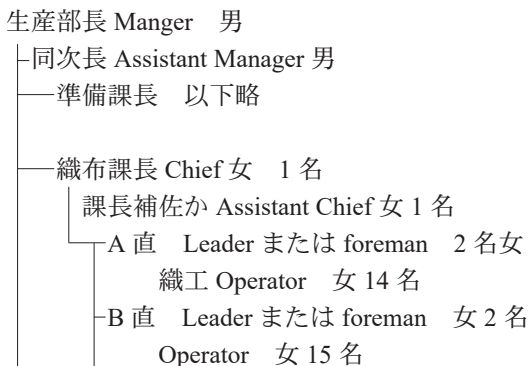 生産部長 Manger 男
同次長 Assistant Manager 男
準備課長 以下略
織布課長 Chief 女 1 名
課長補佐か Assistant Chief 女 1 名
A 直 Leader または foreman 2 名女
織工 Operator 女 14 名
B 直 Leader または foreman 女 2 名
Operator 女 15 名